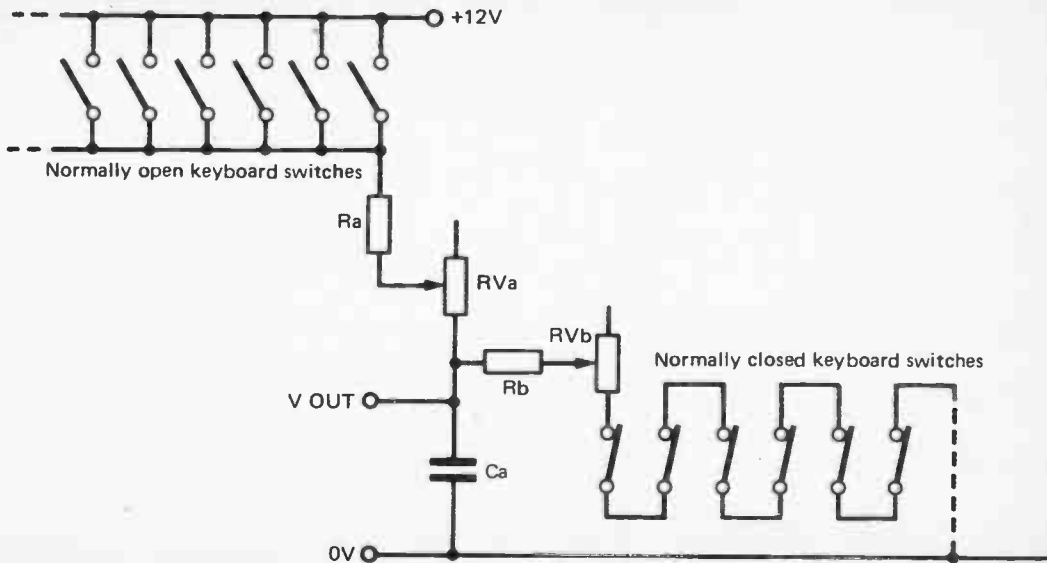 +12V
Normally open keyboard switches
Ra
RVa
RVb
Normally closed keyboard switches
Rb
V OUT
Ca
0V